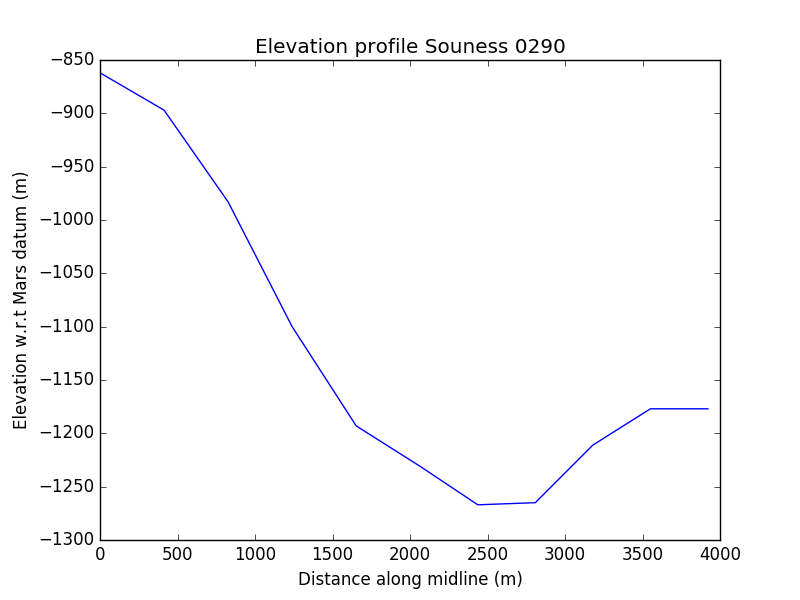 Elevation profile Souness 0290
−850
−900
−950
−1000
−1050
−1100
−1150
−1200
−1250
−1300
Elevation w.r.t Mars datum (m)
0 500 1000 1500 2000 2500 3000 3500 4000
Distance along midline (m)